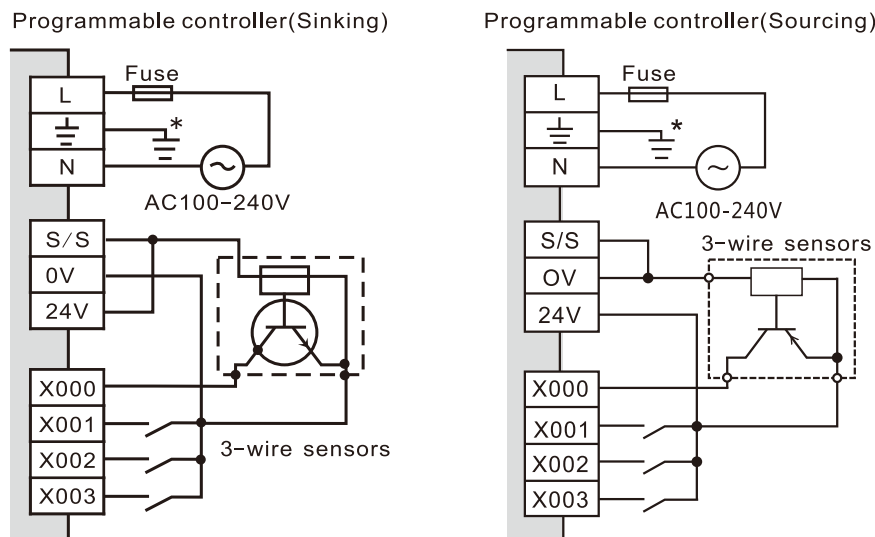 Programmable controller(Sinking)
Fuse
L
*
N
AC100-240V
S/S
0V
24V
X000
X001
X002
X003
3-wire sensors
Programmable controller(Sourcing)
Fuse
L
*
N
AC100-240V
S/S
3-wire sensors
OV
24V
X000
X001
X002
X003